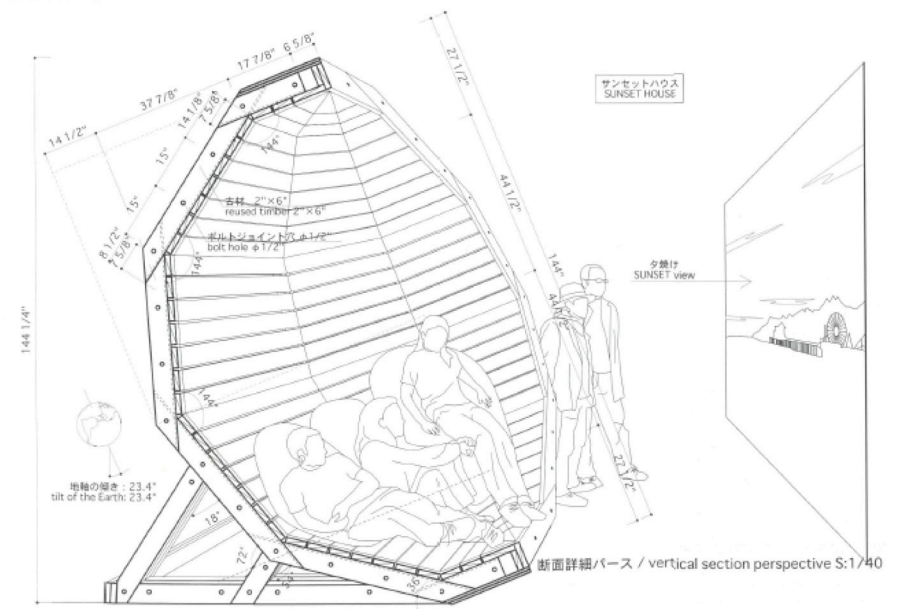 6 5/8"
17 7/8"
37 7/8"
14 1/2"
14 1/8"
7 5/8"
15"
15"
8 1/2"
7 5/8"
144 1/4"
27 1/2"
44 1/2"
144"
27 1/2"
サンセットハウス
SUNSET HOUSE
古材 2"×6"
reused timber 2"×6"
ボルトジョイント穴 φ1/2"
bolt hole φ1/2"
144°
144°
144°
夕焼け
SUNSET view
地軸の傾き：23.4°
tilt of the Earth: 23.4°
18°
72°
36°
断面詳細パース / vertical section perspective S:1/40